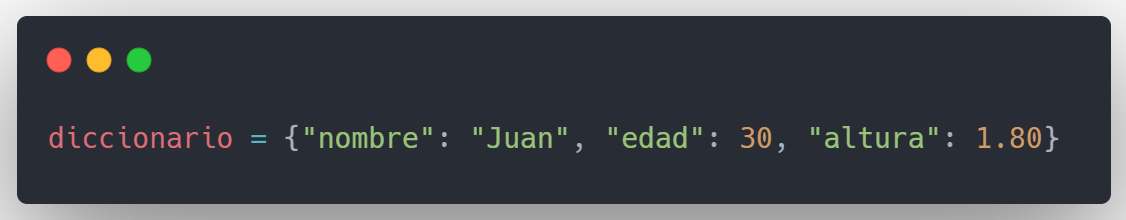 diccionario = {"nombre": "Juan", "edad": 30, "altura": 1.80}